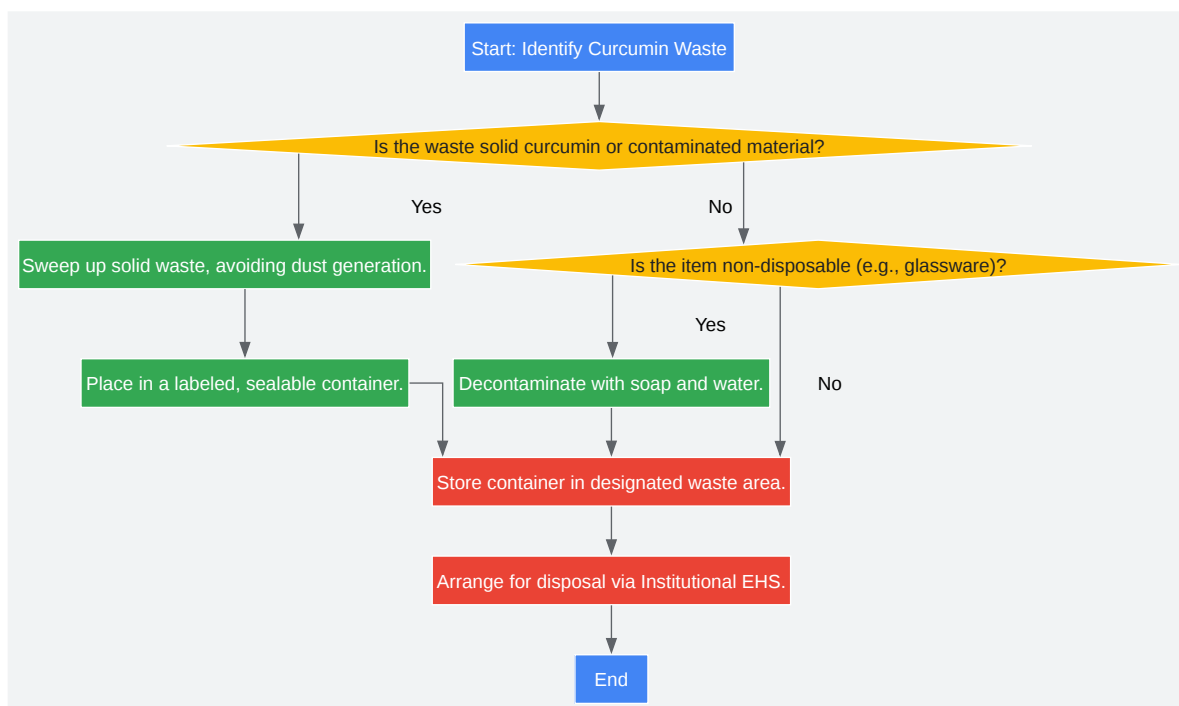 Start: Identify Curcumin Waste
Is the waste solid curcumin or contaminated material?
Yes
No
Sweep up solid waste, avoiding dust generation.
Is the item non-disposable (e.g., glassware)?
Yes
Place in a labeled, sealable container.
Decontaminate with soap and water.
No
Store container in designated waste area.
Arrange for disposal via Institutional EHS.
End